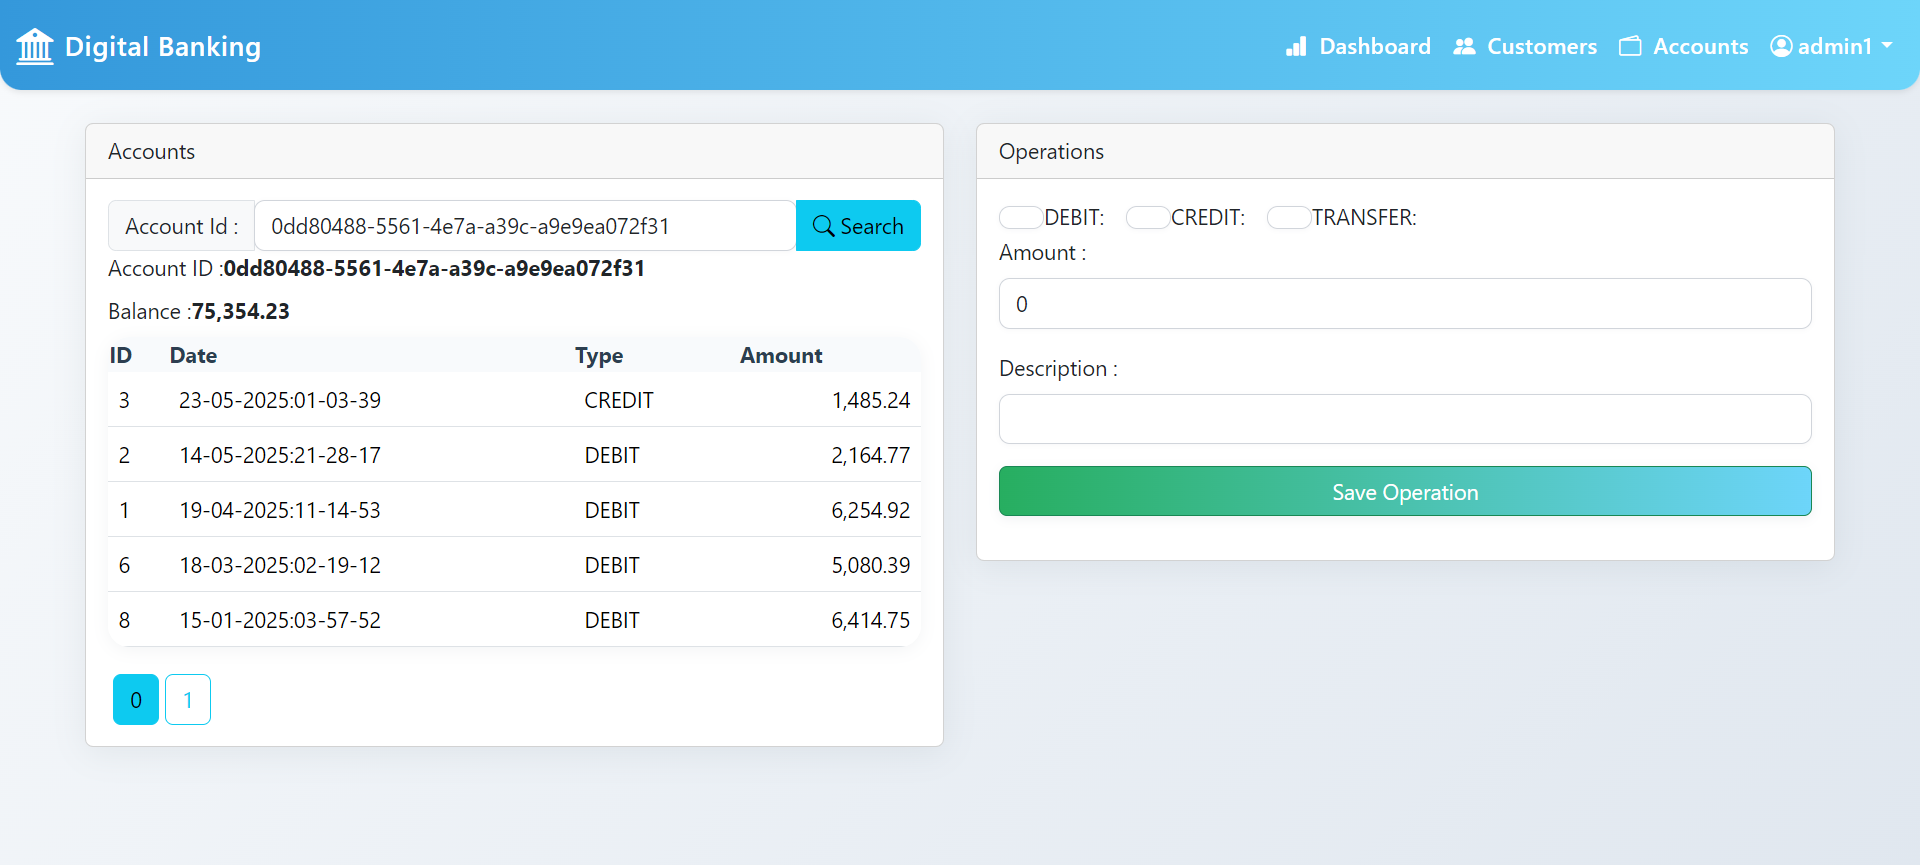 Digital Banking
Dashboard Customers Accounts admin1
Accounts
Account Id : 0dd80488-5561-4e7a-a39c-a9e9ea072f31 Search
Account ID :0dd80488-5561-4e7a-a39c-a9e9ea072f31
Balance :75,354.23
ID Date Type Amount
3 23-05-2025:01-03-39 CREDIT 1,485.24
2 14-05-2025:21-28-17 DEBIT 2,164.77
1 19-04-2025:11-14-53 DEBIT 6,254.92
6 18-03-2025:02-19-12 DEBIT 5,080.39
8 15-01-2025:03-57-52 DEBIT 6,414.75
0 1
Operations
DEBIT: CREDIT: TRANSFER:
Amount :
0
Description :
Save Operation